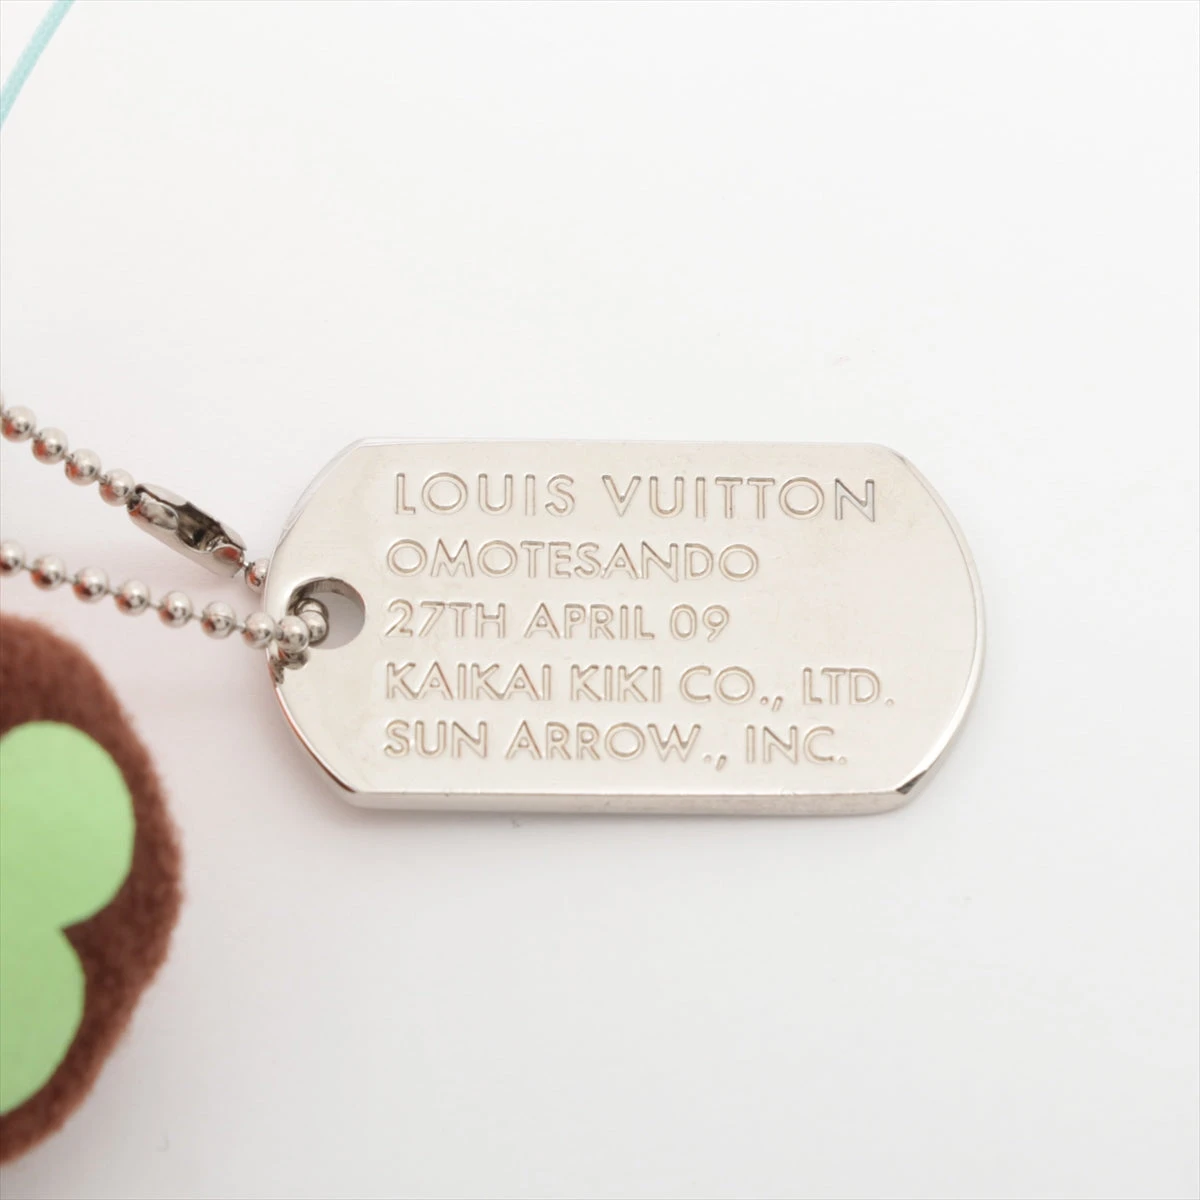 LOUIS VUITTON
OMOTESANDO
27TH APRIL 09
KAIKAI KIKI CO., LTD.
SUN ARROW., INC.